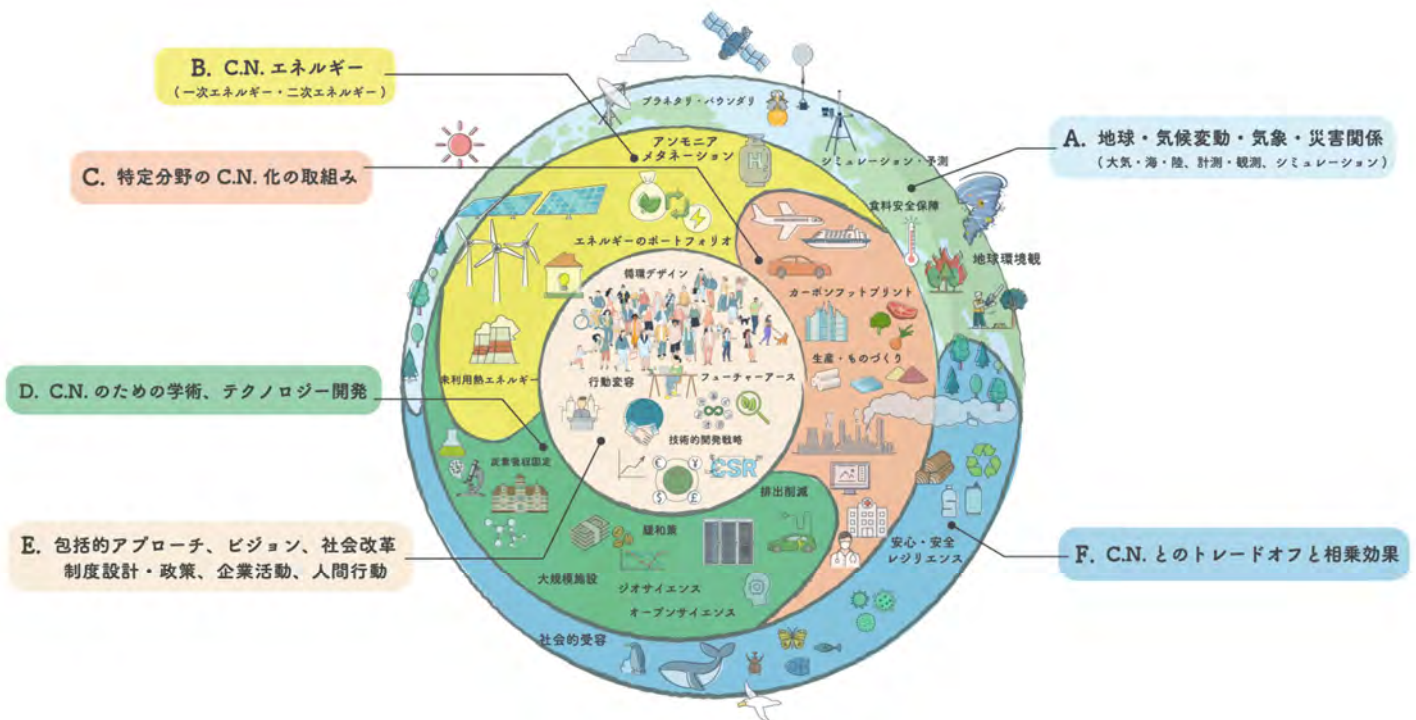 B. C.N. エネルギー
(一次エネルギー・二次エネルギー)
C. 特定分野の C.N. 化の取組み
D. C.N. のための学術、テクノロジー開発
E. 包括的アプローチ、ビジョン、社会改革
制度設計・政策、企業活動、人間行動
A. 地球・気候変動・気象・災害関係
(大気・海・陸、計測・観測、シミュレーション)
F. C.N. とのトレードオフと相乗効果
プラネタリ・バウンダリ
アンモニア
メタネーション
H₂
シミュレーション・予測
食料安全保障
地球環境観
エネルギーのポートフォリオ
循環デザイン
カーボンフットプリント
生産・ものづくり
未利用熱エネルギー
行動変容
フューチャーアース
技術的開発戦略
CSR
€
¥
$
£
排出削減
緩和策
大規模施設
ジオサイエンス
オープンサイエンス
安心・安全
レジリエンス
社会的受容